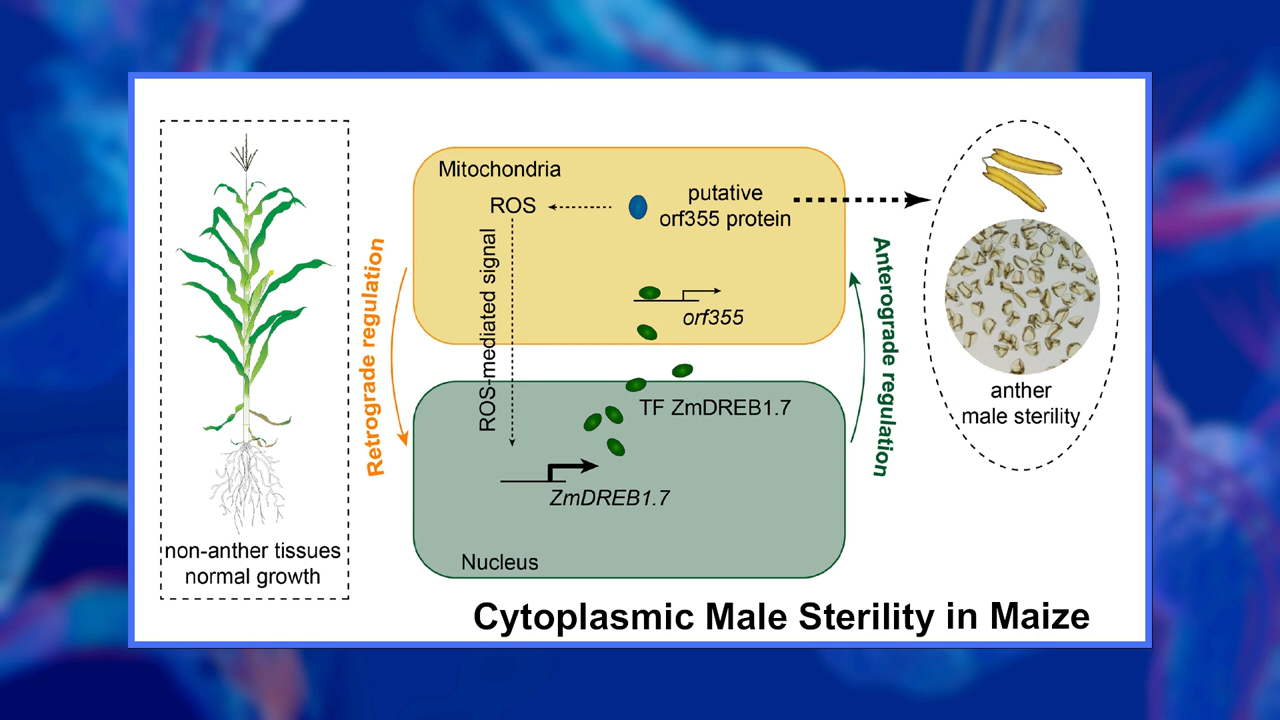 Mitochondria
ROS
putative
orf355 protein
ROS-mediated signal
orf355
Retrograde regulation
Anterograde regulation
TF ZmDREB1.7
ZmDREB1.7
Nucleus
non-anther tissues
normal growth
anther
male sterility
Cytoplasmic Male Sterility in Maize